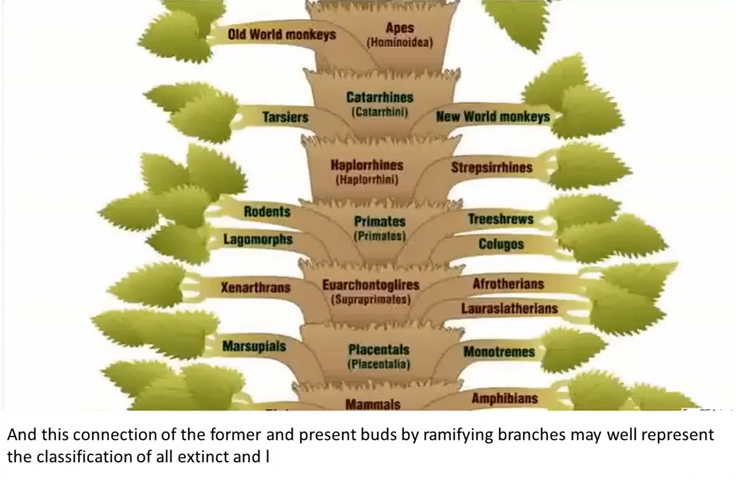 Old World monkeys
Apes
(Hominoidea)
Catarrhines
(Catarrhini)
Tarsiers
New World monkeys
Haplorrhines
(Haplorrhini)
Strepsirrhines
Rodents
Primates
(Primates)
Treeshrews
Lagomorphs
Colugos
Xenarthrans
Euarchontoglires
(Supraprimates)
Afrotherians
Laurasiatherians
Marsupials
Placentals
(Placentalia)
Monotremes
Mammals
Amphibians
And this connection of the former and present buds by ramifying branches may well represent
the classification of all extinct and l